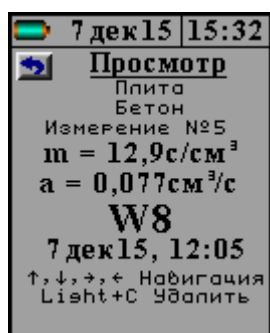 7 дек15 15:32
Просмотр
Плита
Бетон
Измерение №5
m = 12,9с/см³
a = 0,077см³/с
W8
7 дек15, 12:05
↑,↓,→,← Навигация
Light+C Удалить